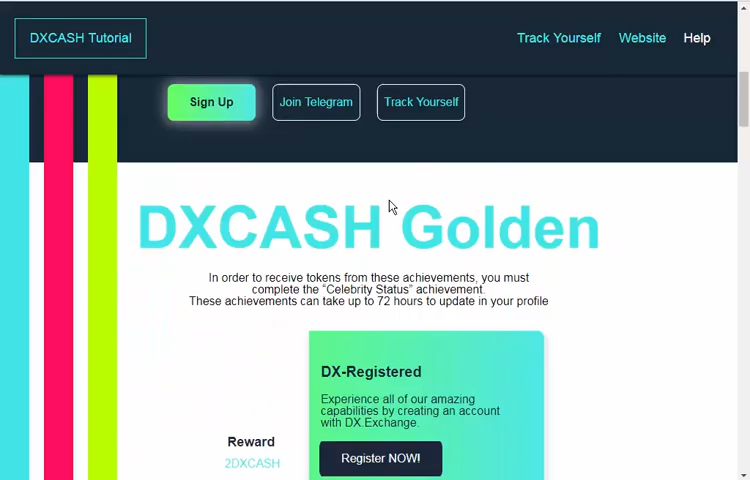 DXCASH Tutorial
Track Yourself
Website
Help
Sign Up
Join Telegram
Track Yourself
DXCASH Golden
In order to receive tokens from these achievements, you must
complete the “Celebrity Status” achievement.
These achievements can take up to 72 hours to update in your profile
DX-Registered
Experience all of our amazing
capabilities by creating an account
with DX.Exchange.
Reward
2DXCASH
Register NOW!